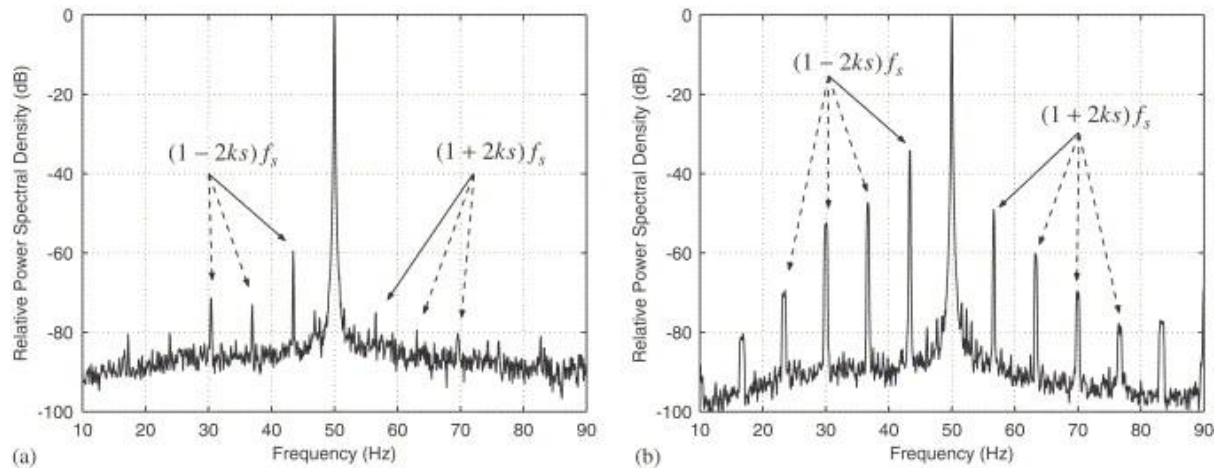 0
-20
-40
-60
-80
-100
Relative Power Spectral Density (dB)
(1 − 2ks)f_s
(1 + 2ks)f_s
10 20 30 40 50 60 70 80 90
Frequency (Hz)
(a)
0
-20
-40
-60
-80
-100
Relative Power Spectral Density (dB)
(1 − 2ks)f_s
(1 + 2ks)f_s
10 20 30 40 50 60 70 80 90
Frequency (Hz)
(b)